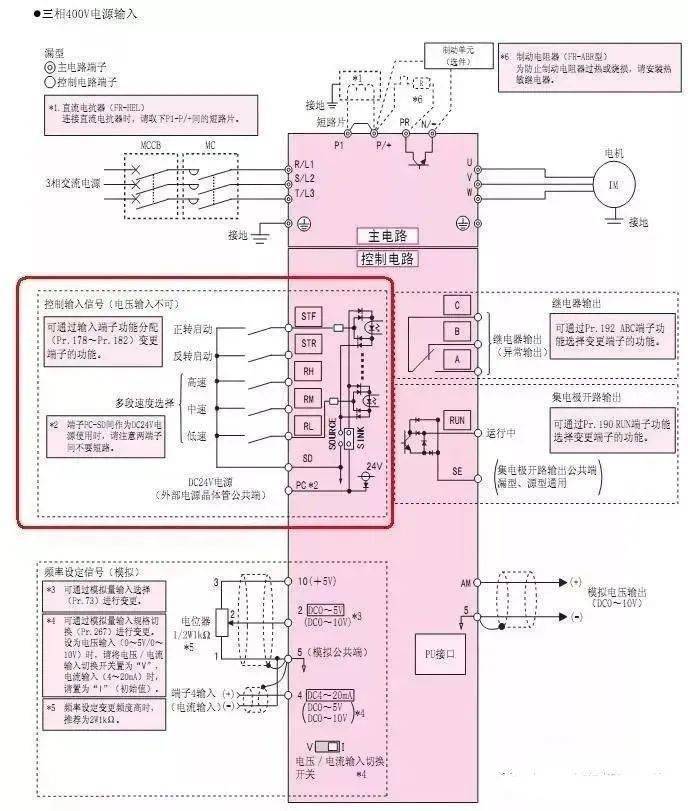 ●三相400V电源输入
漏型
主电路端子
控制电路端子
*1.直流电抗器（FR-HEL）
连接直流电抗器时，请取下P1-P/+间的短路片。
制动单元
（选件）
*6 制动电阻器（FR-ABR型）
为防止制动电阻器过热或烧损，请安装热
敏继电器。
*1
R
*6
接地
短路片
P1
P/+
PR
N/-
MCCB
MC
3相交流电源
R/L1
S/L2
T/L3
接地
U
V
W
电机
IM
接地
主电路
控制电路
控制输入信号（电压输入不可）
可通过输入端子功能分配
（Pr.178～Pr.182）变更
端子的功能。
正转启动
反转启动
高速
多段速度选择
中速
低速
*2 端子PC-SD间作为DC24V电
源使用时，请注意两端子
间不要短路。
DC24V电源
（外部电源晶体管公共端）
STF
STR
RH
RM
RL
SD
PC *2
SOURCE
SINK
24V
继电器输出
C
B
A
继电器输出
（异常输出）
可通过Pr.192 ABC端子功
能选择变更端子的功能。
集电极开路输出
RUN
运行中
可通过Pr.190 RUN端子功能
选择变更端子的功能。
SE
集电极开路输出公共端
漏型、源型通用
频率设定信号（模拟）
*3 可通过模拟量输入选择
（Pr.73）进行变更。
*4 可通过模拟量输入规格切
换（Pr.267）进行变更。
设为电压输入（0～5V/0～
10V）时，请将电压/电流
输入切换开关置为“V”，
电流输入（4～20mA）时，
请置为“I”（初始值）。
*5 频率设定变更频度高时，
推荐为2W1kΩ。
电位器
1/2W1kΩ
*5
3
2
1
端子4输入
（电流输入）
(+)
(-)
10(+5V)
2 DC0～5V
(DC0～10V) *3
5 (模拟公共端)
4 DC4～20mA
(DC0～5V
DC0～10V) *4
V I
电压/电流输入切换
开关 *4
AM
5
(+)
(-)
模拟电压输出
(DC0～10V)
PU接口